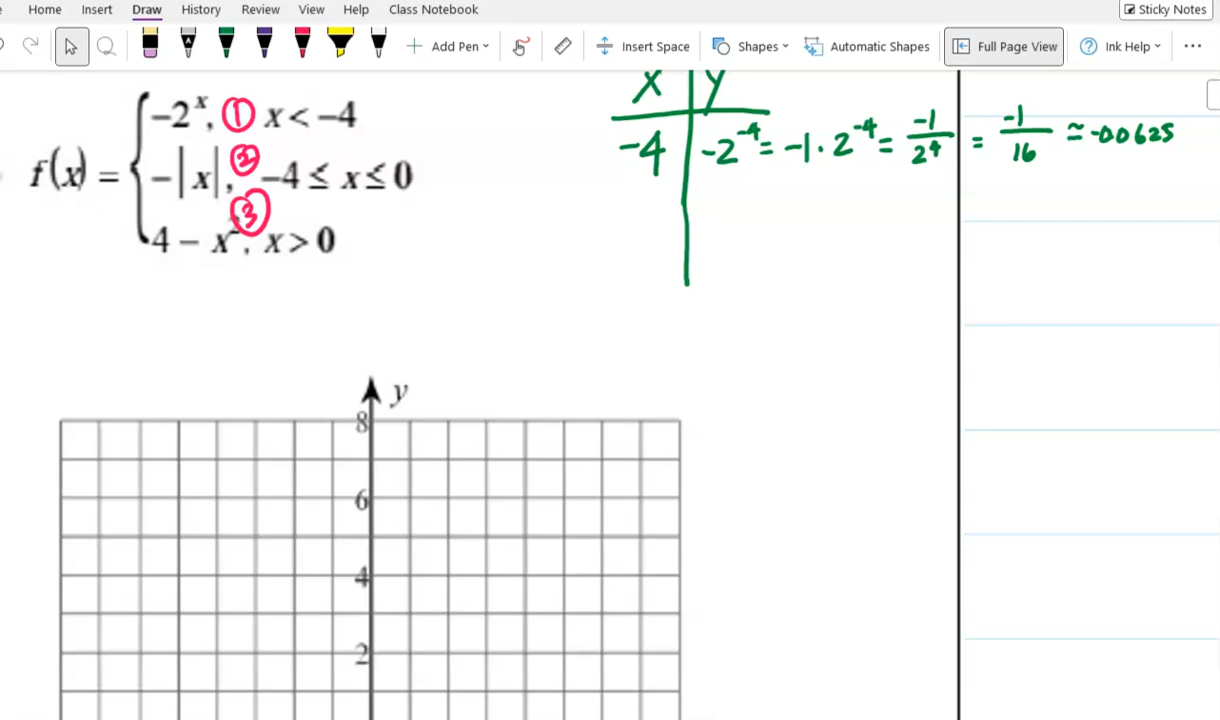 Home Insert Draw History Review View Help Class Notebook Sticky Notes
Add Pen Insert Space Shapes Automatic Shapes Full Page View Ink Help
x | y
-4 | -2^-4 = -1 · 2^-4 = -1/2^4 = -1/16 ≈ -0.0625
f(x) = {
-2^x, ① x < -4
-|x|, ② -4 ≤ x ≤ 0
4 - x^2, ③ x > 0
y
8
6
4
2